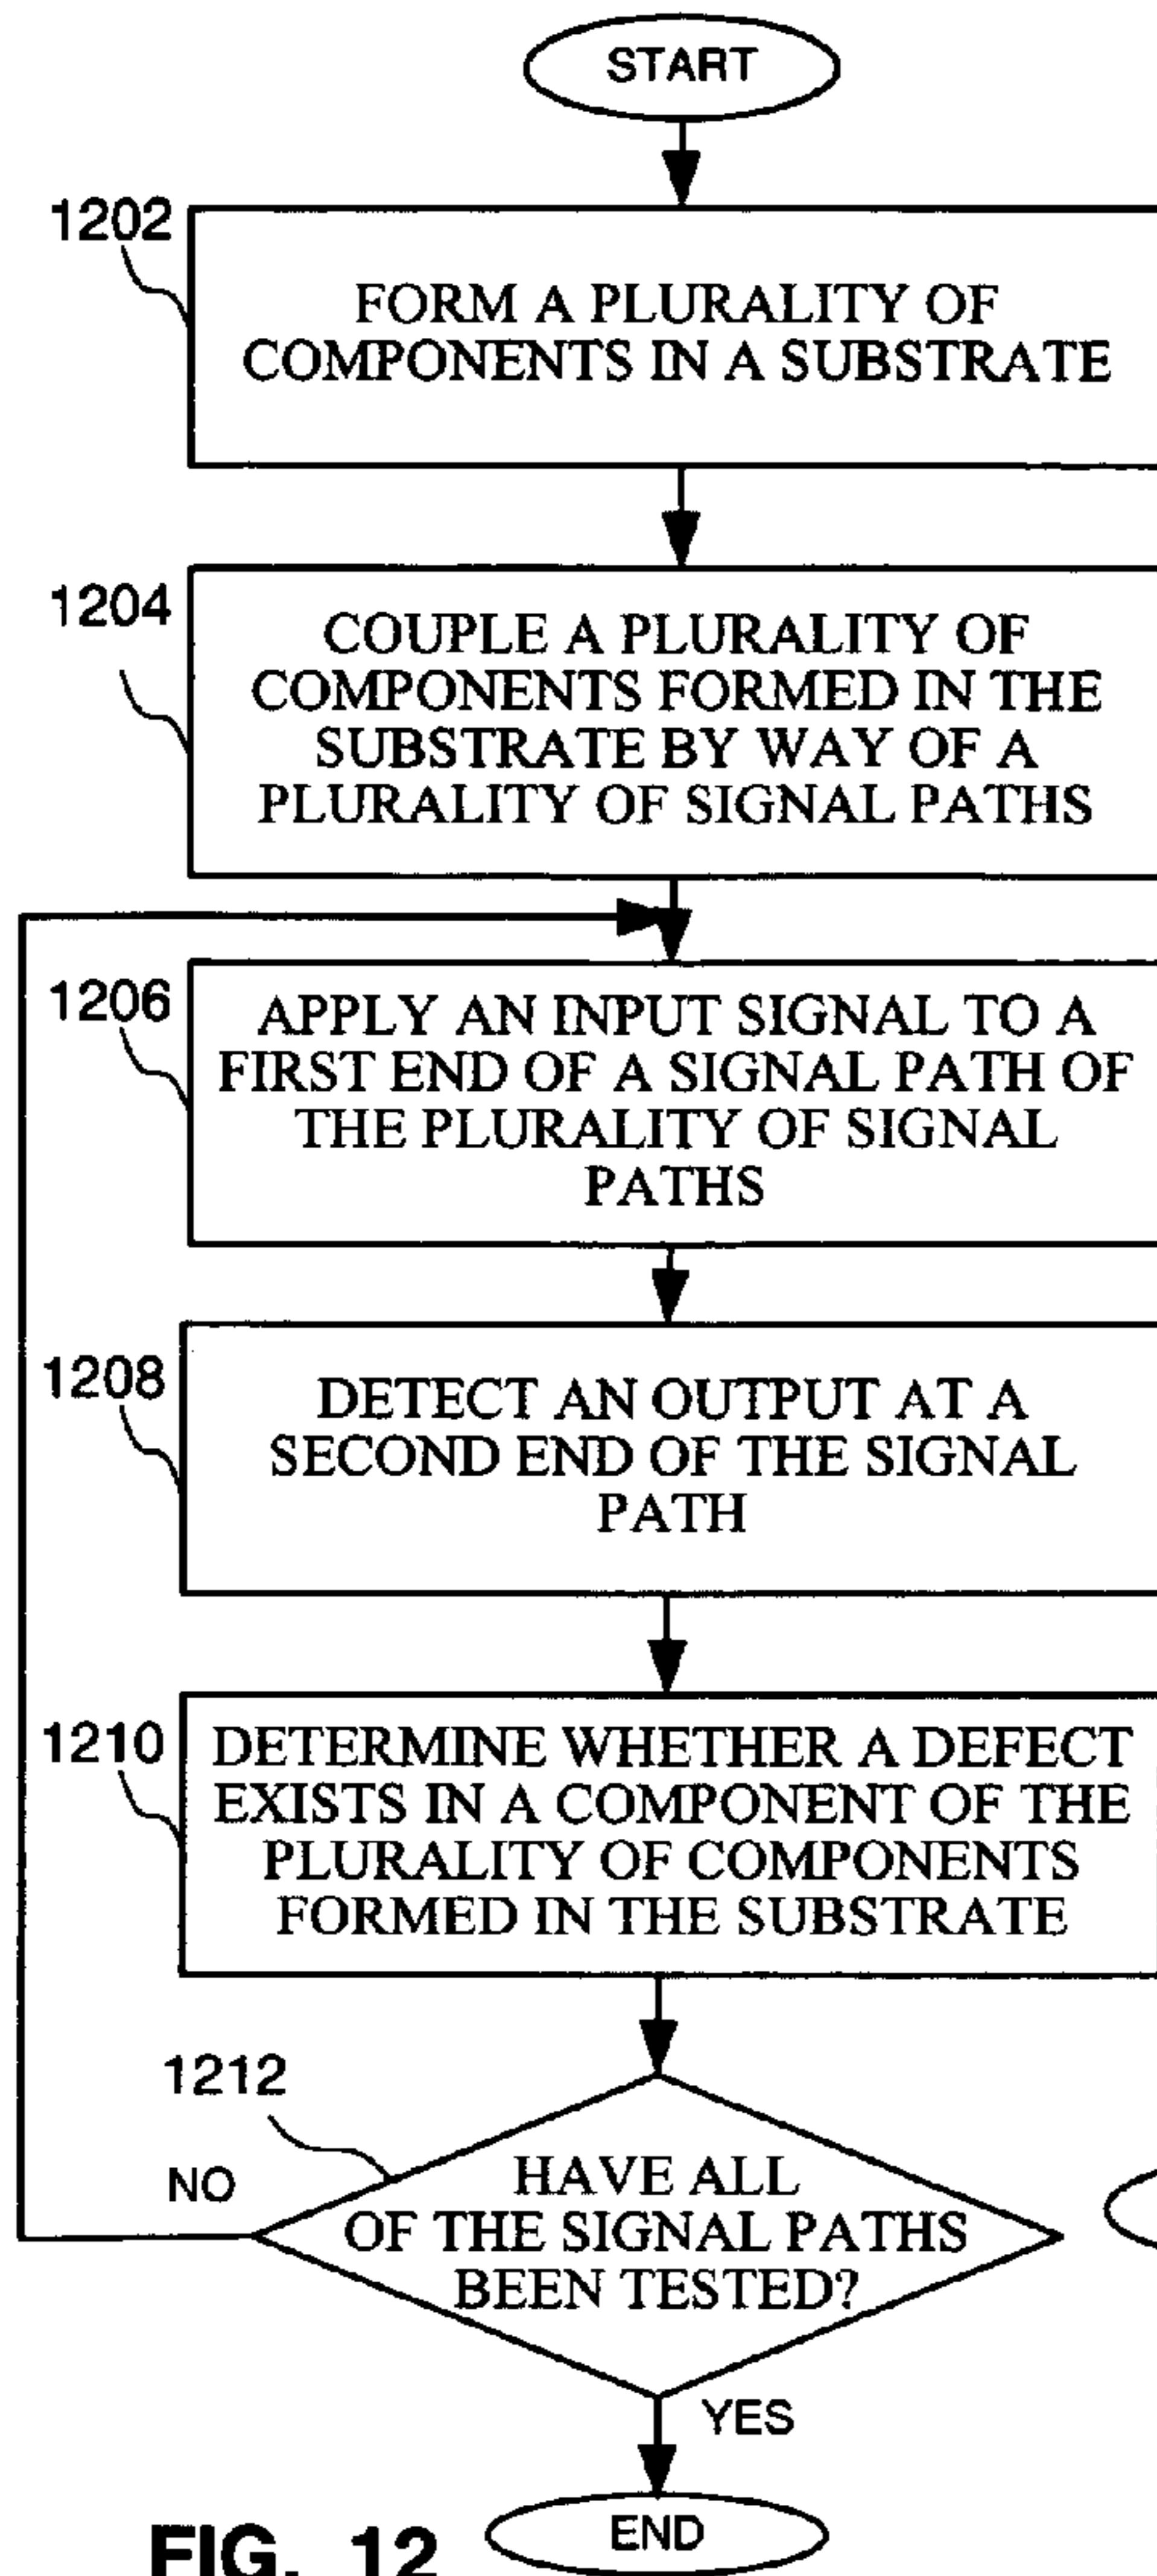 START
1202
FORM A PLURALITY OF
COMPONENTS IN A SUBSTRATE
1204
COUPLE A PLURALITY OF
COMPONENTS FORMED IN THE
SUBSTRATE BY WAY OF A
PLURALITY OF SIGNAL PATHS
1206
APPLY AN INPUT SIGNAL TO A
FIRST END OF A SIGNAL PATH OF
THE PLURALITY OF SIGNAL
PATHS
1208
DETECT AN OUTPUT AT A
SECOND END OF THE SIGNAL
PATH
1210
DETERMINE WHETHER A DEFECT
EXISTS IN A COMPONENT OF THE
PLURALITY OF COMPONENTS
FORMED IN THE SUBSTRATE
1212
NO
HAVE ALL
OF THE SIGNAL PATHS
BEEN TESTED?
YES
END
FIG. 12